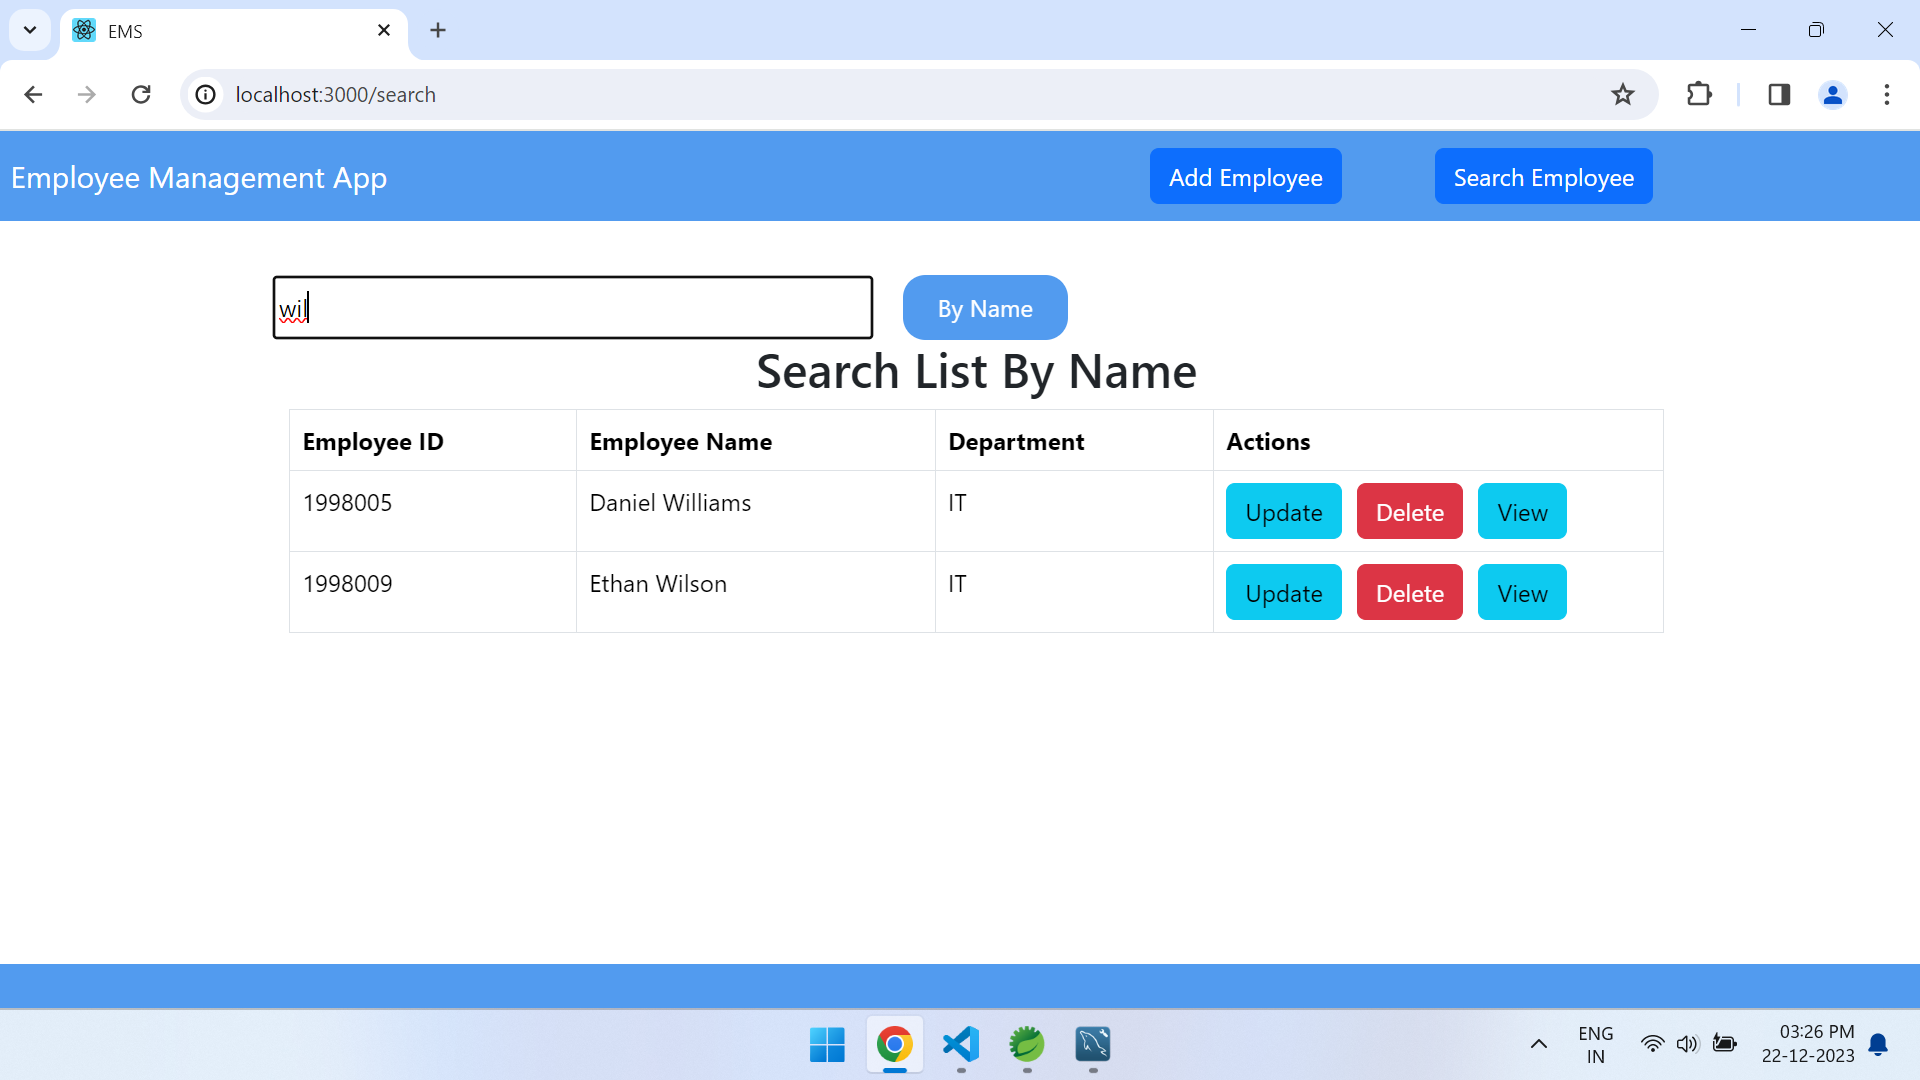 EMS
localhost:3000/search
Employee Management App
Add Employee
Search Employee
wil
By Name
Search List By Name
Employee ID Employee Name Department Actions
1998005 Daniel Williams IT Update Delete View
1998009 Ethan Wilson IT Update Delete View
ENG 03:26 PM
IN 22-12-2023